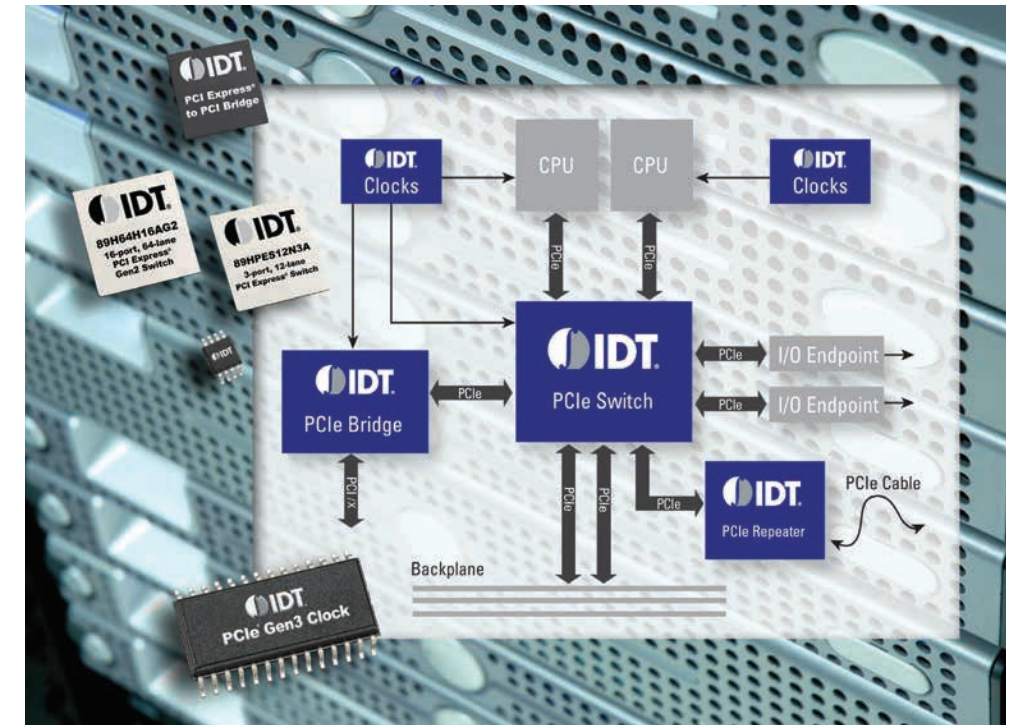 IDT.
PCI Express®
to PCI Bridge
IDT.
89H64H16AG2
16-port, 64-lane
PCI Express®
Gen2 Switch
IDT.
89HPES12N3A
3-port, 12-lane
PCI Express® Switch
IDT
IDT.
PCIe® Gen3 Clock
IDT.
Clocks
CPU
CPU
IDT.
Clocks
PCIe
PCIe
IDT.
PCIe Bridge
PCIe
IDT.
PCIe Switch
PCIe
I/O Endpoint
PCIe
I/O Endpoint
PCI /X
PCIe
PCIe
PCIe
IDT.
PCIe Repeater
PCIe Cable
Backplane